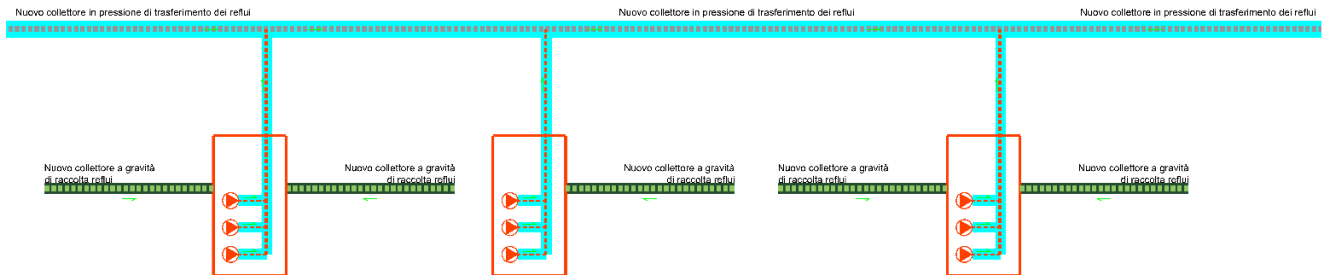 Nuovo collettore in pressione di trasferimento dei reflui
Nuovo collettore in pressione di trasferimento dei reflui
Nuovo collettore in pressione di trasferimento dei reflui
Nuovo collettore a gravità
di raccolta reflui
Nuovo collettore a gravità
di raccolta reflui
Nuovo collettore a gravità
di raccolta reflui
Nuovo collettore a gravità
di raccolta reflui
Nuovo collettore a gravità
di raccolta reflui